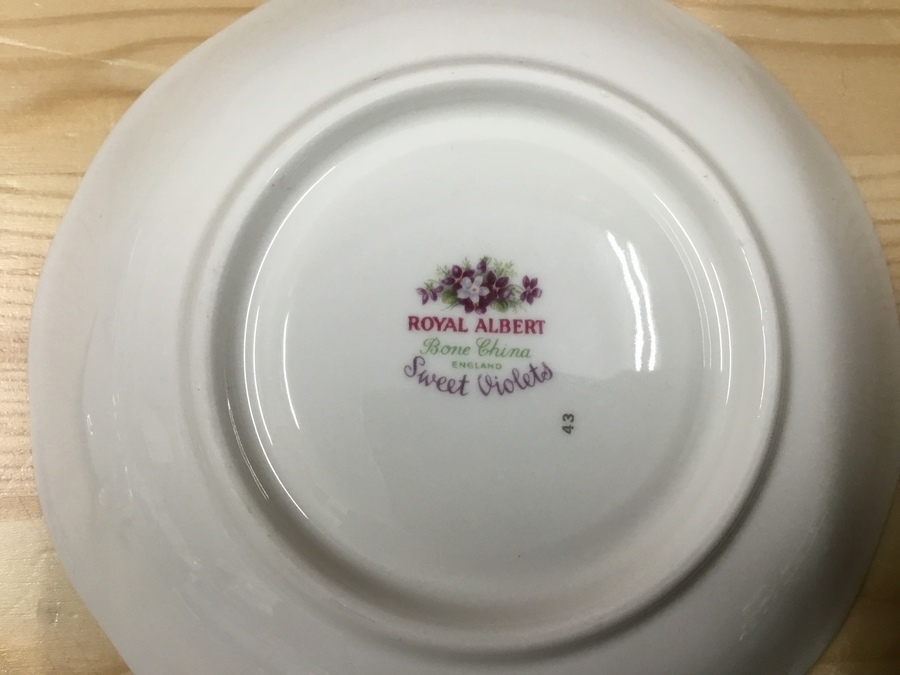 ROYAL ALBERT
Bone China
ENGLAND
Sweet Violets
43